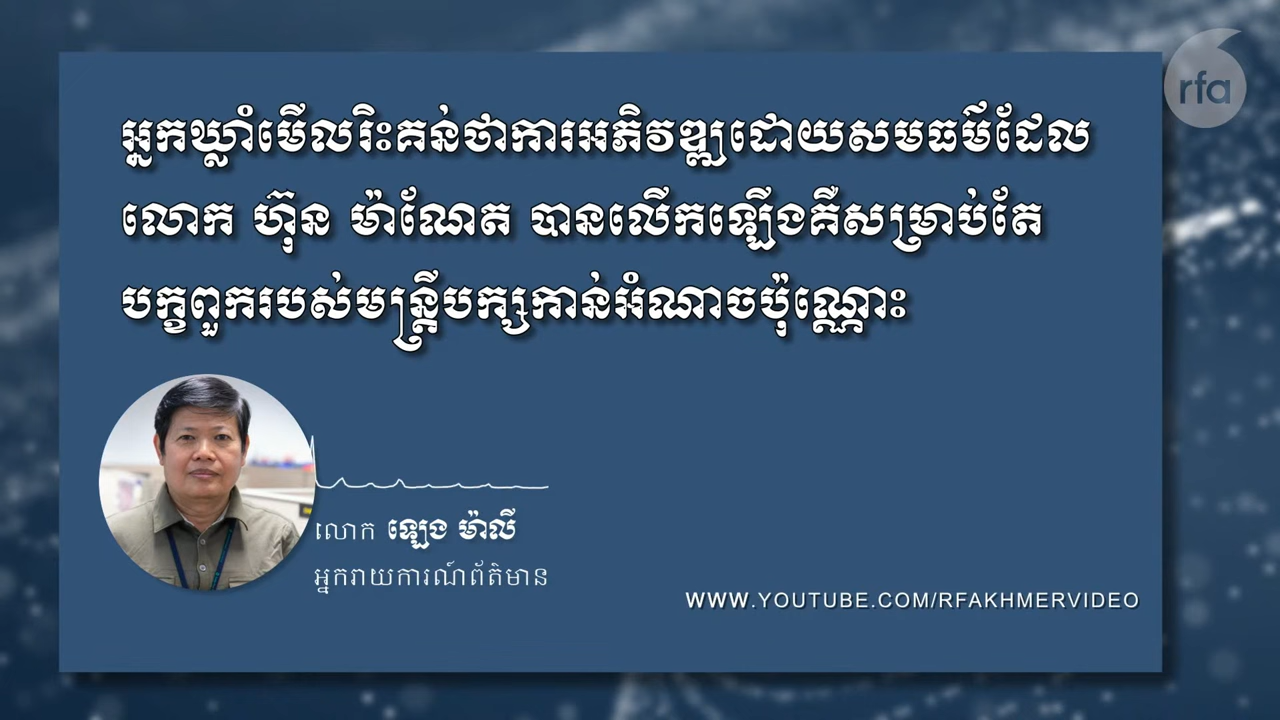 rfa
អ្នកឃ្លាំមើលរិះគន់ថាការអភិវឌ្ឍដោយសមធម៌ដែល
លោក ហ៊ុន ម៉ាណែត បានលើកឡើងគឺសម្រាប់តែ
បក្ខពួករបស់មន្ត្រីបក្សកាន់អំណាចប៉ុណ្ណោះ
លោក ឡេង ម៉ាលី
អ្នករាយការណ៍ព័ត៌មាន
WWW.YOUTUBE.COM/RFAKHMERVIDEO